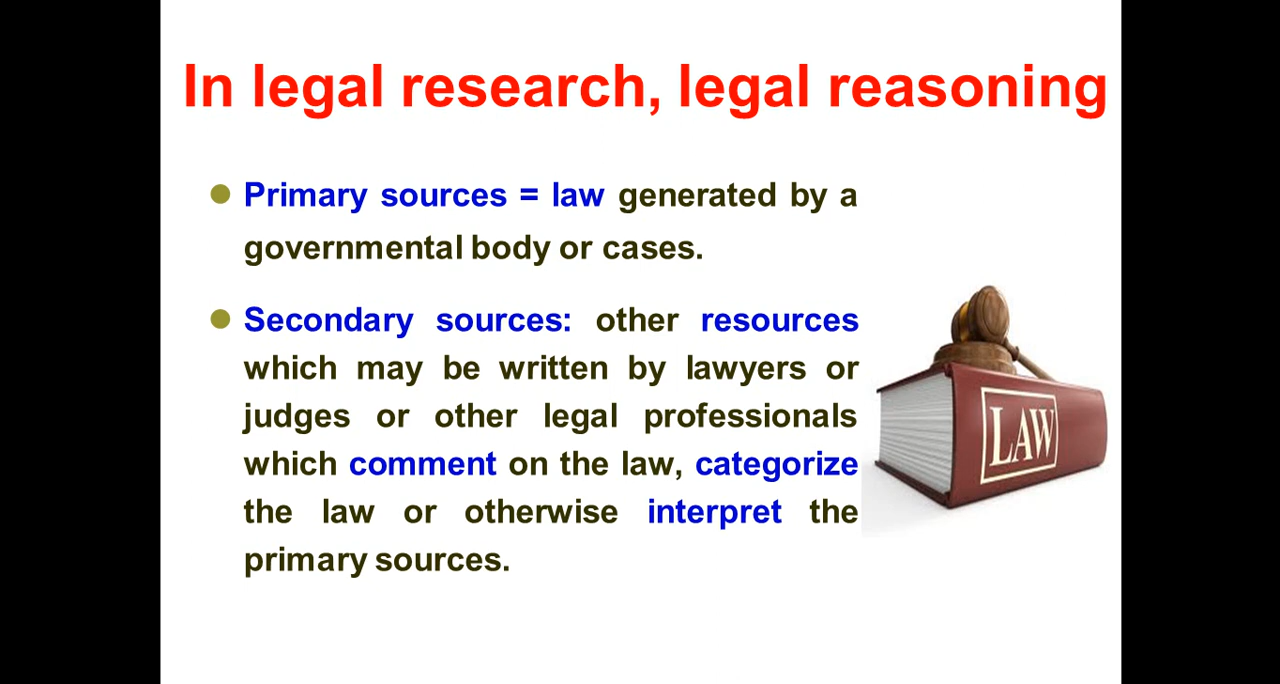 In legal research, legal reasoning
Primary sources = law generated by a
governmental body or cases.
Secondary sources: other resources
which may be written by lawyers or
judges or other legal professionals
which comment on the law, categorize
the law or otherwise interpret the
primary sources.
LAW